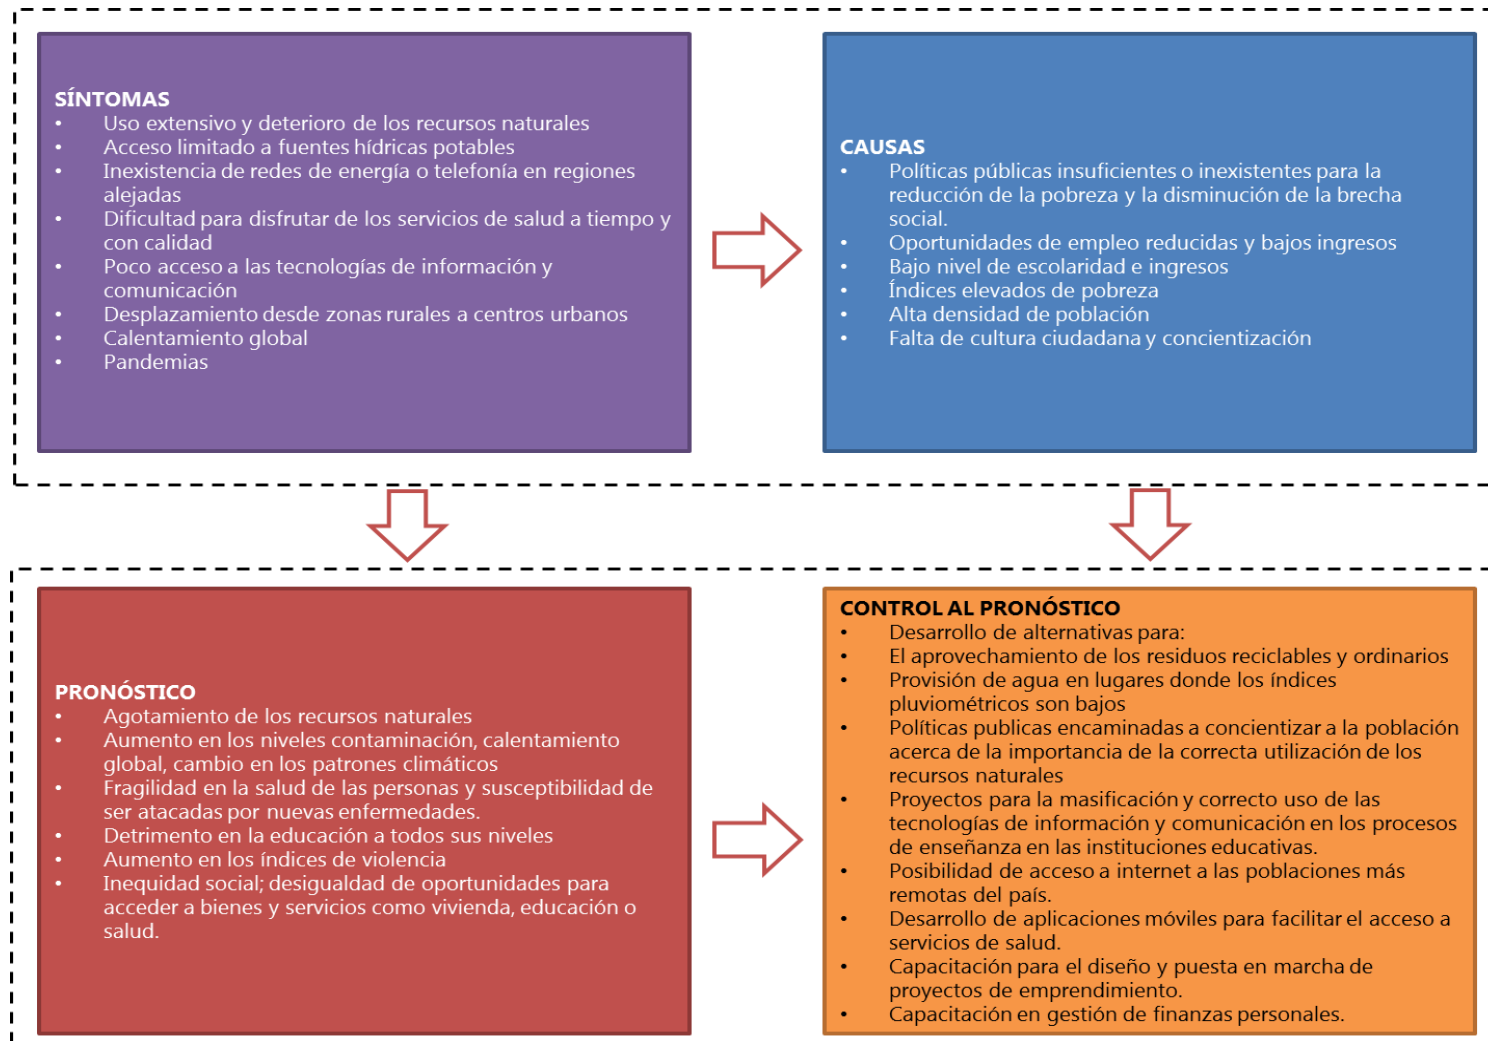 SÍNTOMAS
• Uso extensivo y deterioro de los recursos naturales
• Acceso limitado a fuentes hídricas potables
• Inexistencia de redes de energía o telefonía en regiones
alejadas
• Dificultad para disfrutar de los servicios de salud a tiempo y
con calidad
• Poco acceso a las tecnologías de información y
comunicación
• Desplazamiento desde zonas rurales a centros urbanos
• Calentamiento global
• Pandemias
CAUSAS
• Políticas públicas insuficientes o inexistentes para la
reducción de la pobreza y la disminución de la brecha
social.
• Oportunidades de empleo reducidas y bajos ingresos
• Bajo nivel de escolaridad e ingresos
• Índices elevados de pobreza
• Alta densidad de población
• Falta de cultura ciudadana y concientización
PRONÓSTICO
• Agotamiento de los recursos naturales
• Aumento en los niveles contaminación, calentamiento
global, cambio en los patrones climáticos
• Fragilidad en la salud de las personas y susceptibilidad de
ser atacadas por nuevas enfermedades.
• Detrimento en la educación a todos sus niveles
• Aumento en los índices de violencia
• Inequidad social; desigualdad de oportunidades para
acceder a bienes y servicios como vivienda, educación o
salud.
CONTROL AL PRONÓSTICO
• Desarrollo de alternativas para:
• El aprovechamiento de los residuos reciclables y ordinarios
• Provisión de agua en lugares donde los índices
pluviométricos son bajos
• Políticas publicas encaminadas a concientizar a la población
acerca de la importancia de la correcta utilización de los
recursos naturales
• Proyectos para la masificación y correcto uso de las
tecnologías de información y comunicación en los procesos
de enseñanza en las instituciones educativas.
• Posibilidad de acceso a internet a las poblaciones más
remotas del país.
• Desarrollo de aplicaciones móviles para facilitar el acceso a
servicios de salud.
• Capacitación para el diseño y puesta en marcha de
proyectos de emprendimiento.
• Capacitación en gestión de finanzas personales.